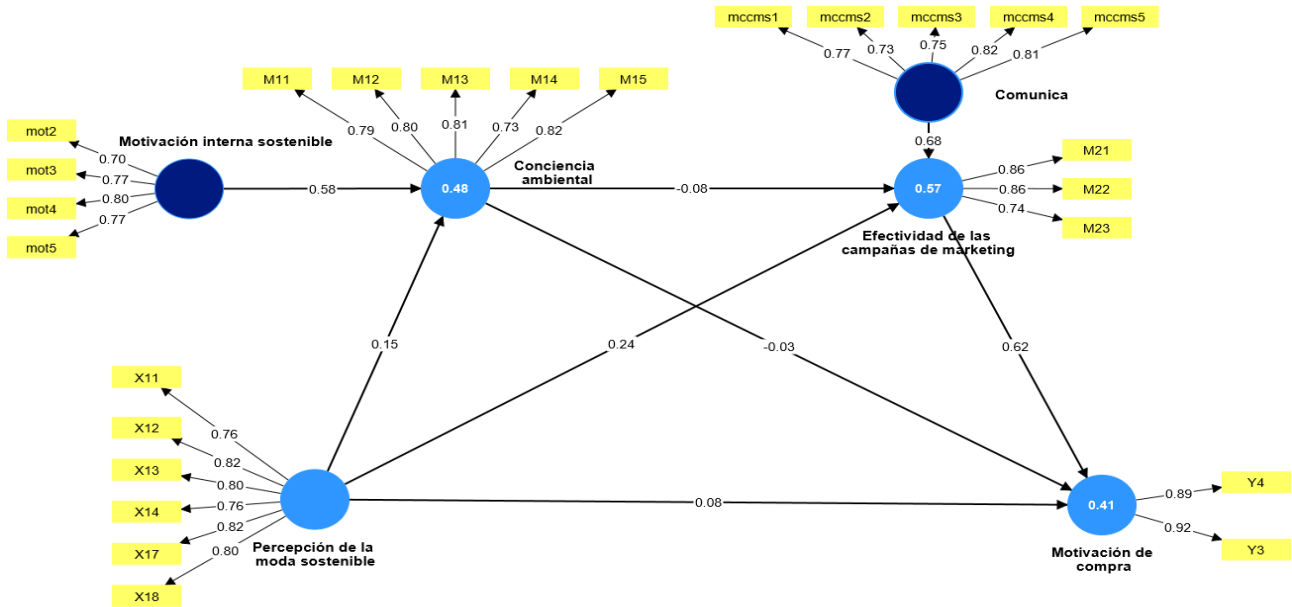 mccms1 mccms2 mccms3 mccms4 mccms5
0.77 0.73 0.75 0.82 0.81
Comunica
0.68
M11 M12 M13 M14 M15
0.79 0.80 0.81 0.73 0.82
mot2
mot3
mot4
mot5
0.70
0.77
0.80
0.77
Motivación interna sostenible
0.58
0.48
Conciencia
ambiental
-0.08
0.57
Efectividad de las
campañas de marketing
0.86
0.86
0.74
M21
M22
M23
0.15
0.24
-0.03
0.62
X11
X12
X13
X14
X17
X18
0.76
0.82
0.80
0.76
0.82
0.80
Percepción de la
moda sostenible
0.08
0.41
Motivación de
compra
0.89
0.92
Y4
Y3